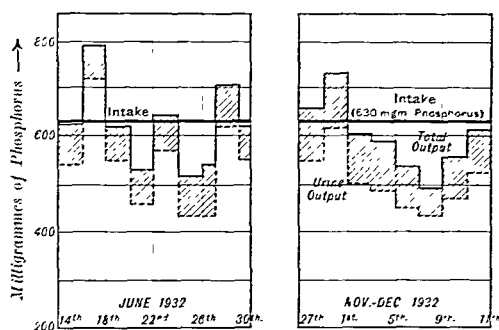 Milligrammes of Phosphorus
800
600
400
200
Intake
14th 18th 22nd 26th 30th.
JUNE 1932
Intake
(630 mgm Phosphorus)
Total
Output
Urine
Output
27th 1st. 5th. 9th. 11th
NOV.-DEC 1932